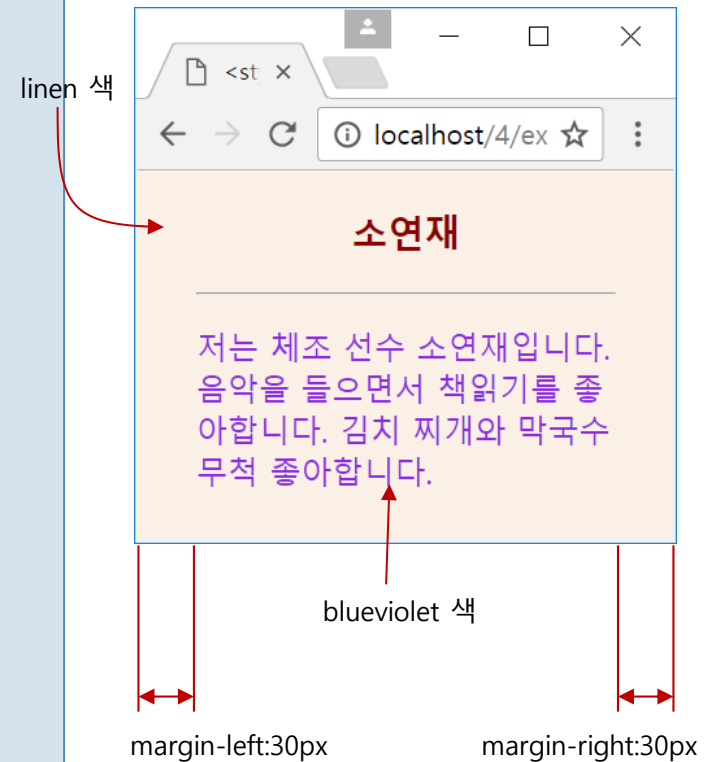 <st
linen 색
localhost/4/ex
소연재
저는 체조 선수 소연재입니다.
음악을 들으면서 책읽기를 좋
아합니다. 김치 찌개와 막국수
무척 좋아합니다.
blueviolet 색
margin-left:30px
margin-right:30px